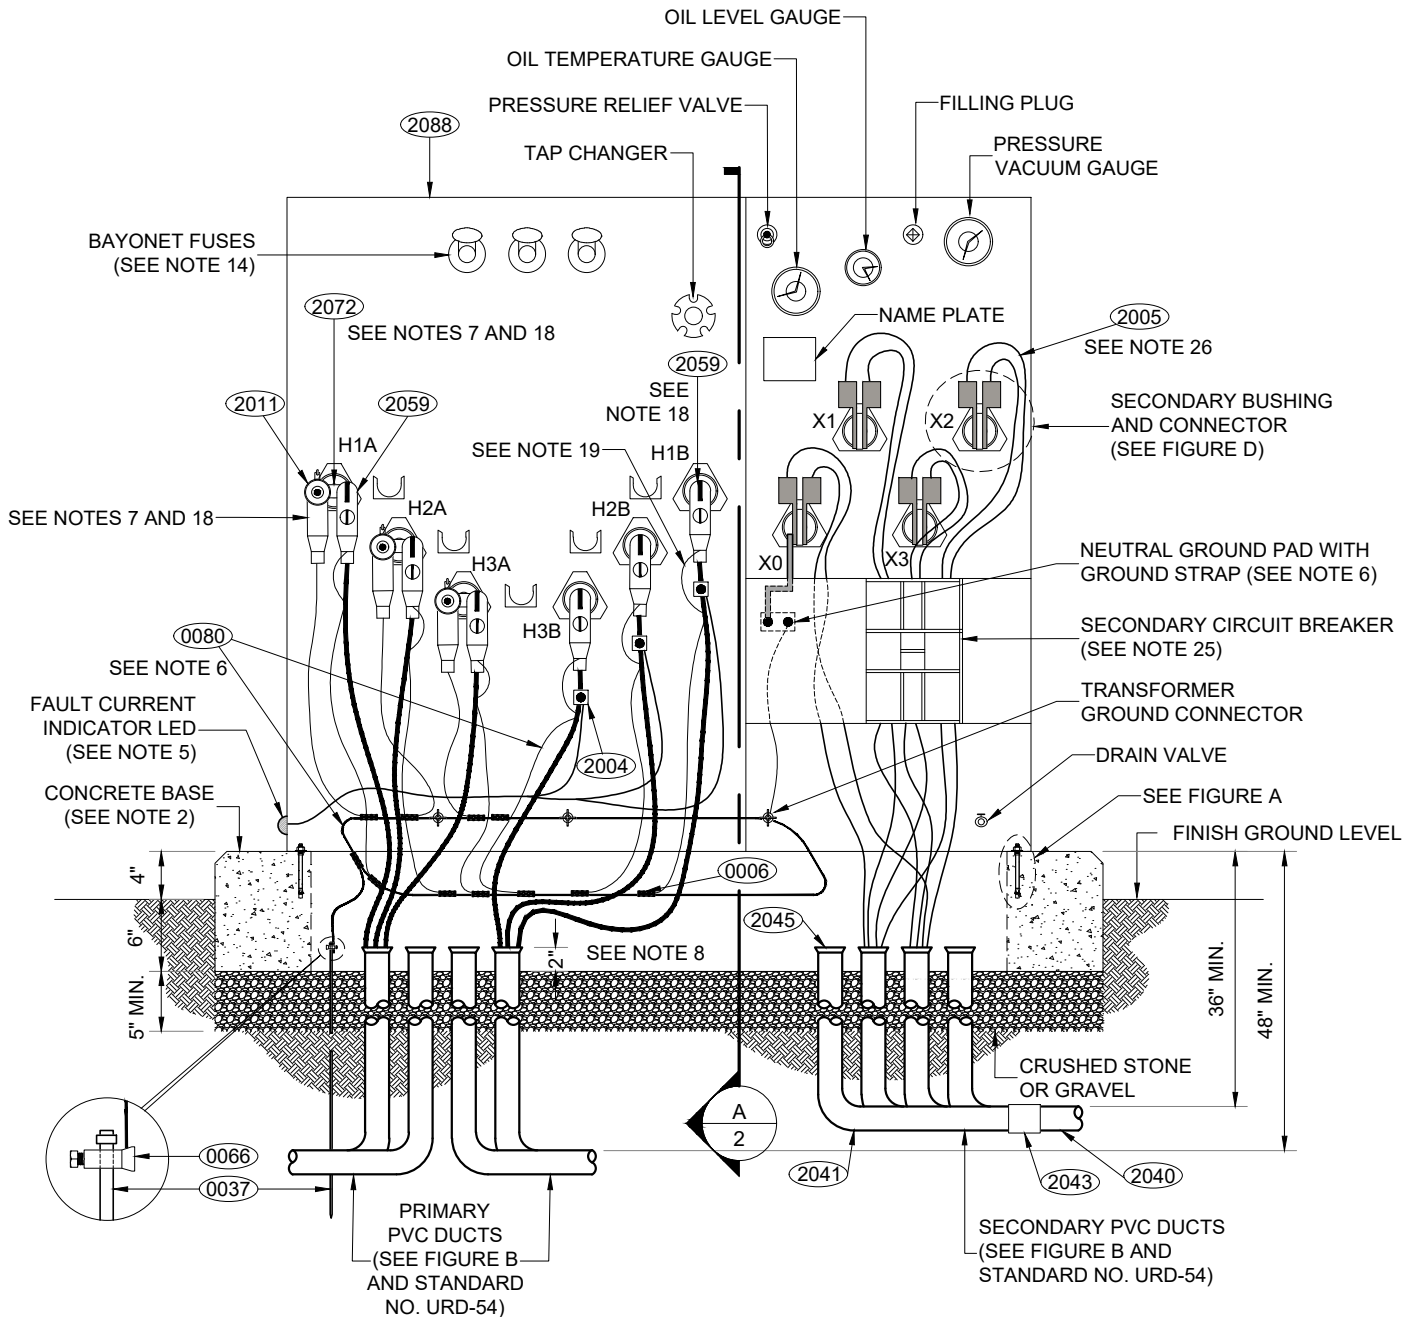 OIL LEVEL GAUGE
OIL TEMPERATURE GAUGE
PRESSURE RELIEF VALVE
FILLING PLUG
2088
TAP CHANGER
PRESSURE
VACUUM GAUGE
BAYONET FUSES
(SEE NOTE 14)
2072
SEE NOTES 7 AND 18
NAME PLATE
2005
SEE NOTE 26
2059
SEE
NOTE 18
2011
2059
SECONDARY BUSHING
AND CONNECTOR
(SEE FIGURE D)
X1
X2
H1A
SEE NOTE 19
H1B
SEE NOTES 7 AND 18
H2A
H2B
X0
X3
H3A
H3B
NEUTRAL GROUND PAD WITH
GROUND STRAP (SEE NOTE 6)
0080
SEE NOTE 6
SECONDARY CIRCUIT BREAKER
(SEE NOTE 25)
FAULT CURRENT
INDICATOR LED
(SEE NOTE 5)
TRANSFORMER
GROUND CONNECTOR
2004
DRAIN VALVE
CONCRETE BASE
(SEE NOTE 2)
SEE FIGURE A
FINISH GROUND LEVEL
4"
0006
2045
6"
2"
SEE NOTE 8
36" MIN.
48" MIN.
5" MIN.
CRUSHED STONE
OR GRAVEL
A
2
0066
0037
2041
2043
2040
PRIMARY
PVC DUCTS
(SEE FIGURE B
AND STANDARD
NO. URD-54)
SECONDARY PVC DUCTS
(SEE FIGURE B AND
STANDARD NO. URD-54)